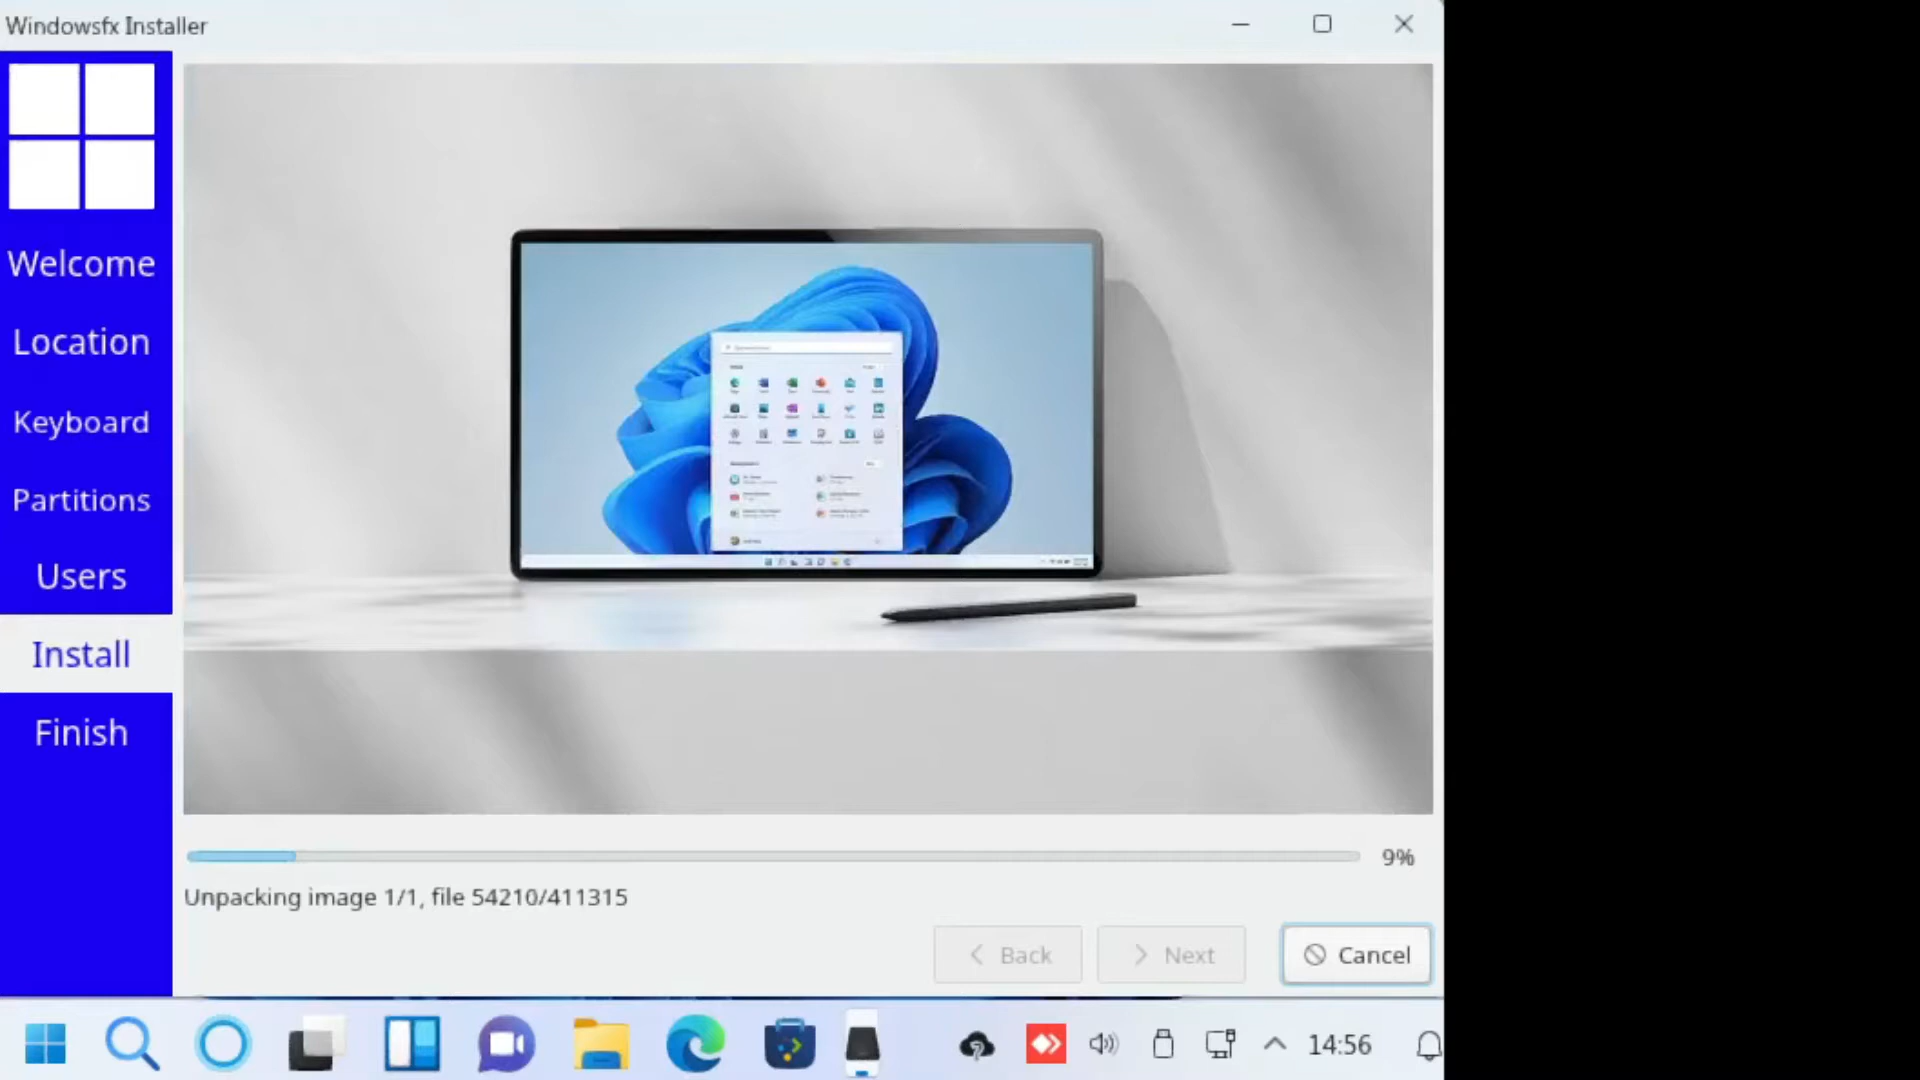 Windowsfx Installer
Welcome
Location
Keyboard
Partitions
Users
Install
Finish
9%
Unpacking image 1/1, file 54210/411315
Back
Next
Cancel
14:56